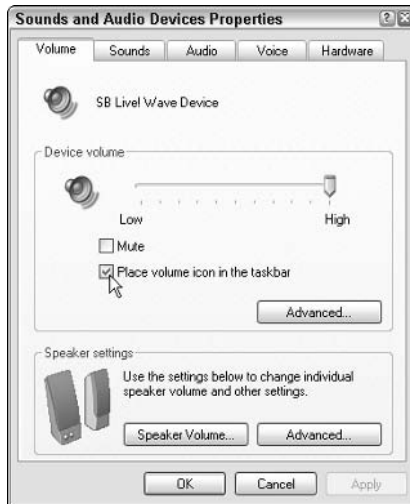 Sounds and Audio Devices Properties
Volume Sounds Audio Voice Hardware
SB Live! Wave Device
Device volume
Low High
Mute
Place volume icon in the taskbar
Advanced...
Speaker settings
Use the settings below to change individual
speaker volume and other settings.
Speaker Volume... Advanced...
OK Cancel Apply